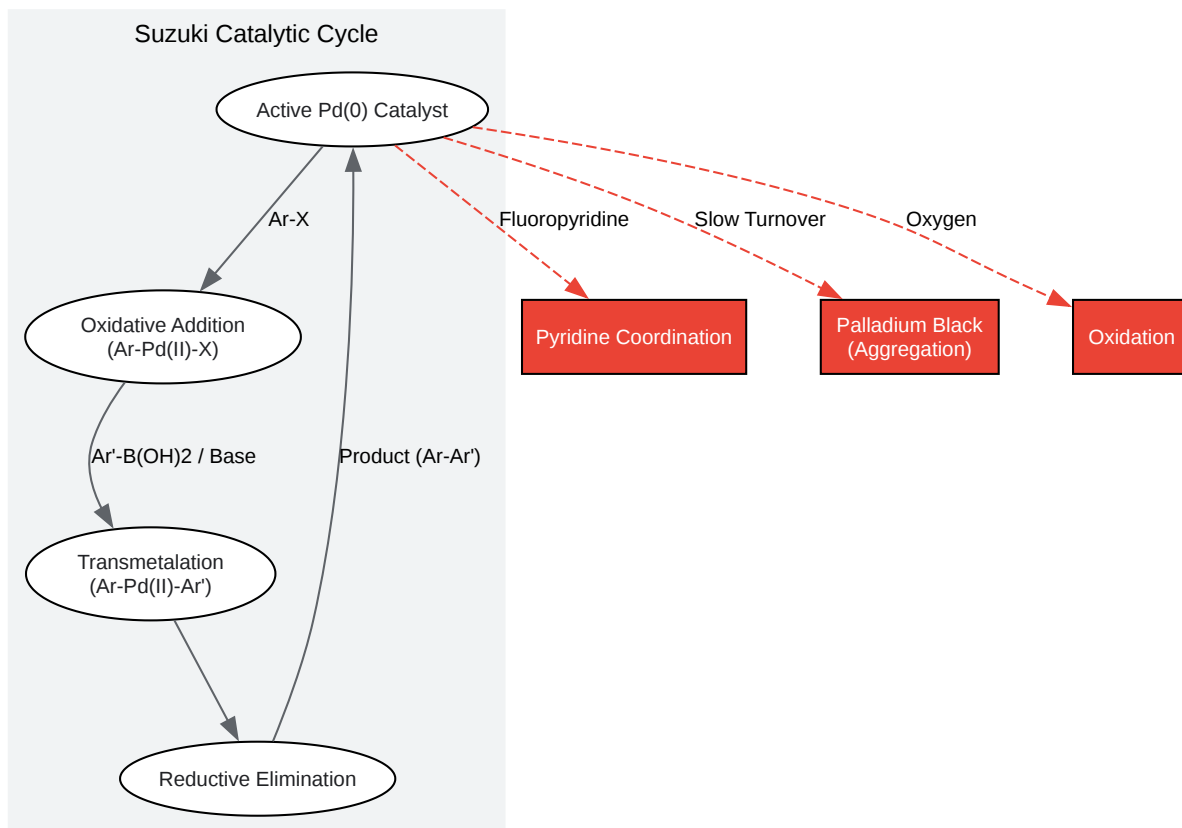 Suzuki Catalytic Cycle
Active Pd(0) Catalyst
Ar-X
Fluoropyridine
Slow Turnover
Oxygen
Oxidative Addition
(Ar-Pd(II)-X)
Pyridine Coordination
Palladium Black
(Aggregation)
Oxidation
Ar'-B(OH)2 / Base
Product (Ar-Ar')
Transmetalation
(Ar-Pd(II)-Ar')
Reductive Elimination